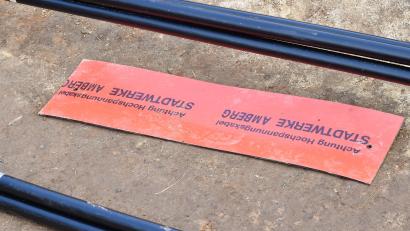 Achtung Hochspannungskabel
STADTWERKE AMBERG
Achtung Hochspannungskabel
STADTWERKE AMBERG